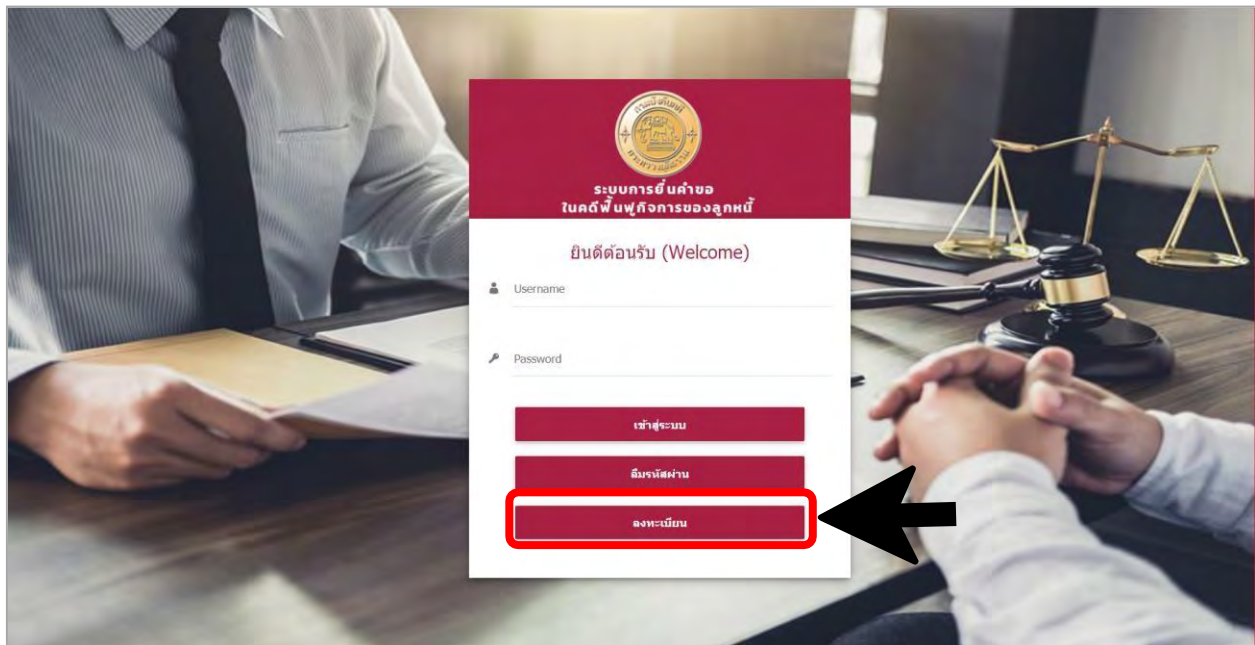 ระบบการยื่นคำขอ
ในคดีฟื้นฟูกิจการของลูกหนี้
ยินดีต้อนรับ (Welcome)
Username
Password
เข้าสู่ระบบ
ลืมรหัสผ่าน
ลงทะเบียน